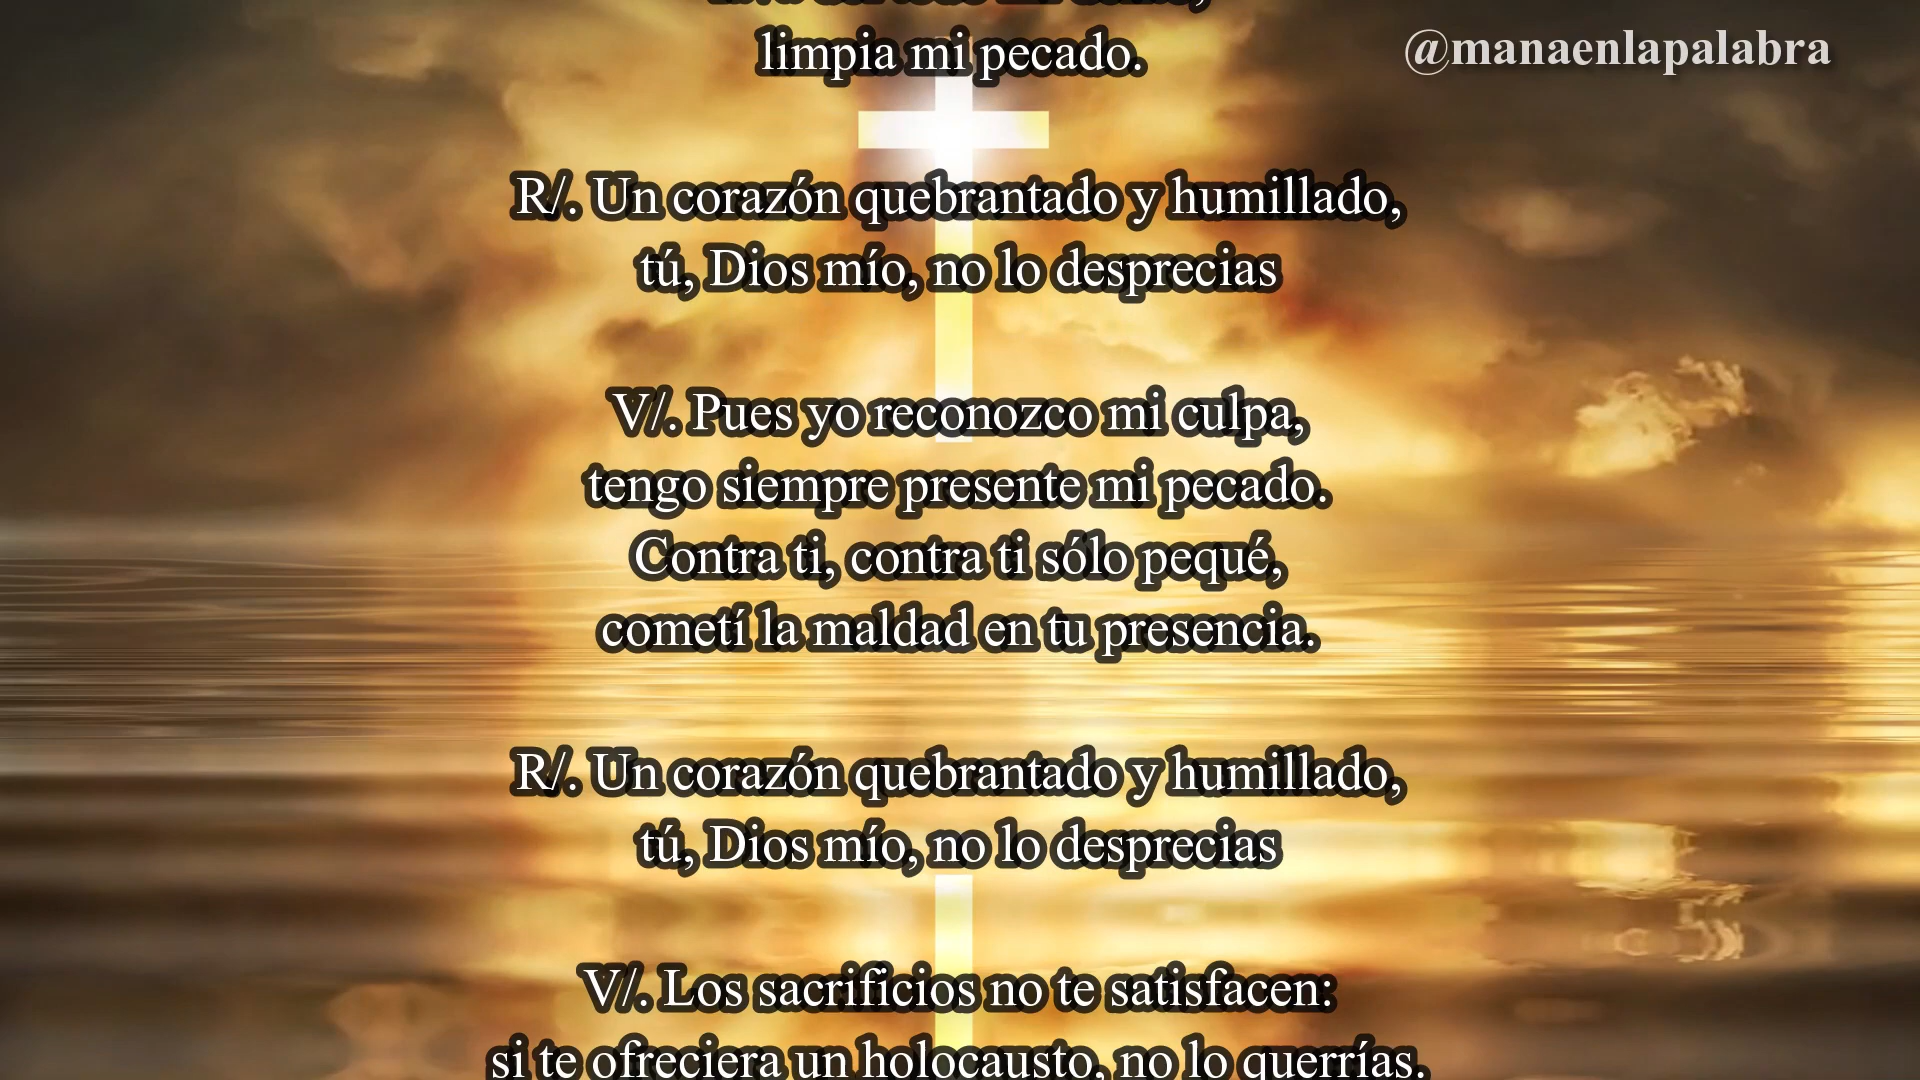 limpia mi pecado.
@manaenlapalabra
R/. Un corazón quebrantado y humillado,
tú, Dios mío, no lo desprecias
V/. Pues yo reconozco mi culpa,
tengo siempre presente mi pecado.
Contra ti, contra ti sólo pequé,
cometí la maldad en tu presencia.
R/. Un corazón quebrantado y humillado,
tú, Dios mío, no lo desprecias
V/. Los sacrificios no te satisfacen:
si te ofreciera un holocausto, no lo querrías.